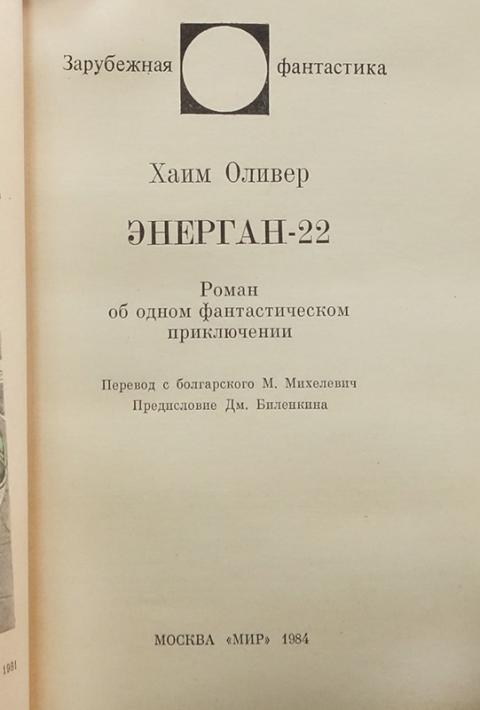 Зарубежная фантастика
Хаим Оливер
ЭНЕРГАН-22
Роман
об одном фантастическом
приключении
Перевод с болгарского М. Михелевич
Предисловие Дм. Биленкина
МОСКВА «МИР» 1984
1981